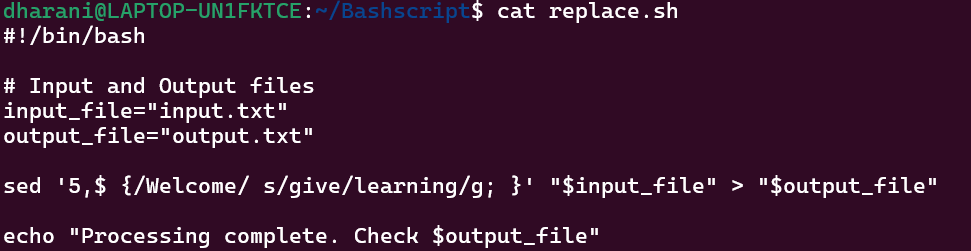 dharani@LAPTOP-UN1FKTCE:~/Bashscript$ cat replace.sh
#!/bin/bash

# Input and Output files
input_file="input.txt"
output_file="output.txt"

sed '5,$ {/Welcome/ s/give/learning/g; }' "$input_file" > "$output_file"

echo "Processing complete. Check $output_file"